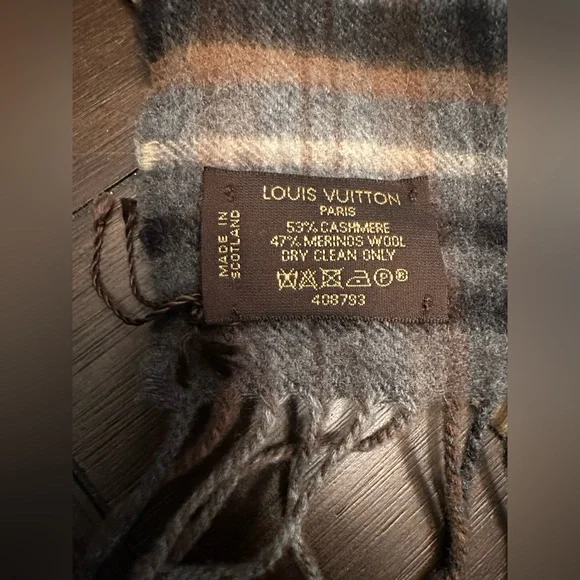 LOUIS VUITTON
PARIS
53% CASHMERE
47% MERINOS WOOL
DRY CLEAN ONLY
P ®
408793
MADE IN
SCOTLAND